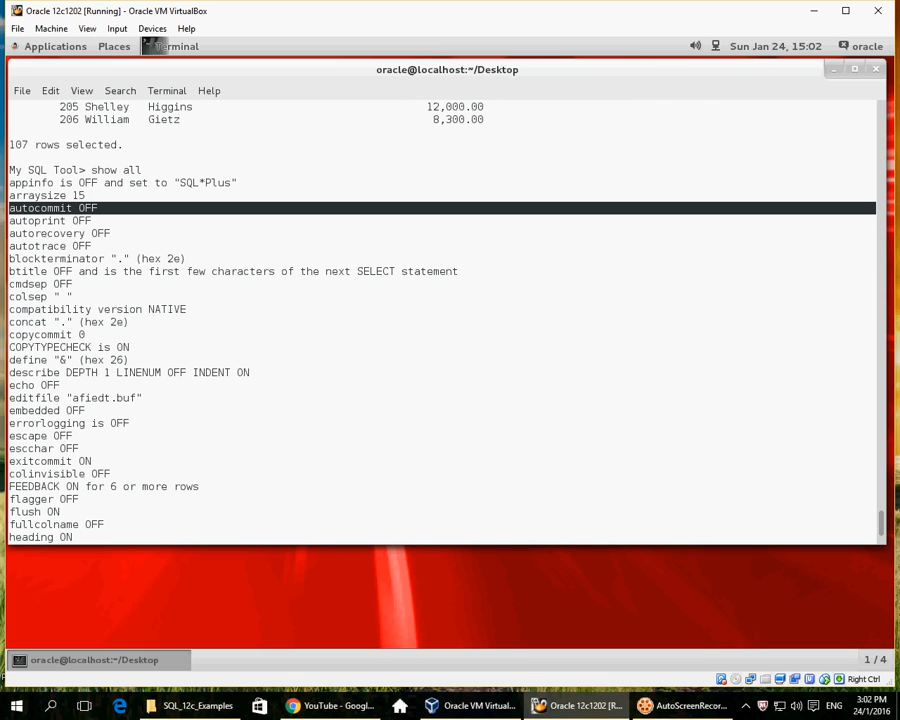 Oracle 12c1202 [Running] - Oracle VM VirtualBox
File Machine View Input Devices Help
Applications Places Terminal Sun Jan 24, 15:02 oracle
oracle@localhost:~/Desktop
File Edit View Search Terminal Help
205 Shelley Higgins 12,000.00
206 William Gietz 8,300.00
107 rows selected.
My SQL Tool> show all
appinfo is OFF and set to "SQL*Plus"
arraysize 15
autocommit OFF
autoprint OFF
autorecovery OFF
autotrace OFF
blockterminator "." (hex 2e)
btitle OFF and is the first few characters of the next SELECT statement
cmdsep OFF
colsep " "
compatibility version NATIVE
concat "." (hex 2e)
copycommit 0
COPYTYPECHECK is ON
define "&" (hex 26)
describe DEPTH 1 LINENUM OFF INDENT ON
echo OFF
editfile "afiedt.buf"
embedded OFF
errorlogging is OFF
escape OFF
escchar OFF
exitcommit ON
colinvisible OFF
FEEDBACK ON for 6 or more rows
flagger OFF
flush ON
fullcolname OFF
heading ON
oracle@localhost:~/Desktop 1 / 4
Right Ctrl
SQL_12c_Examples YouTube - Googl... Oracle VM Virtual... Oracle 12c1202 [R... AutoScreenRecor... ENG 3:02 PM
24/1/2016